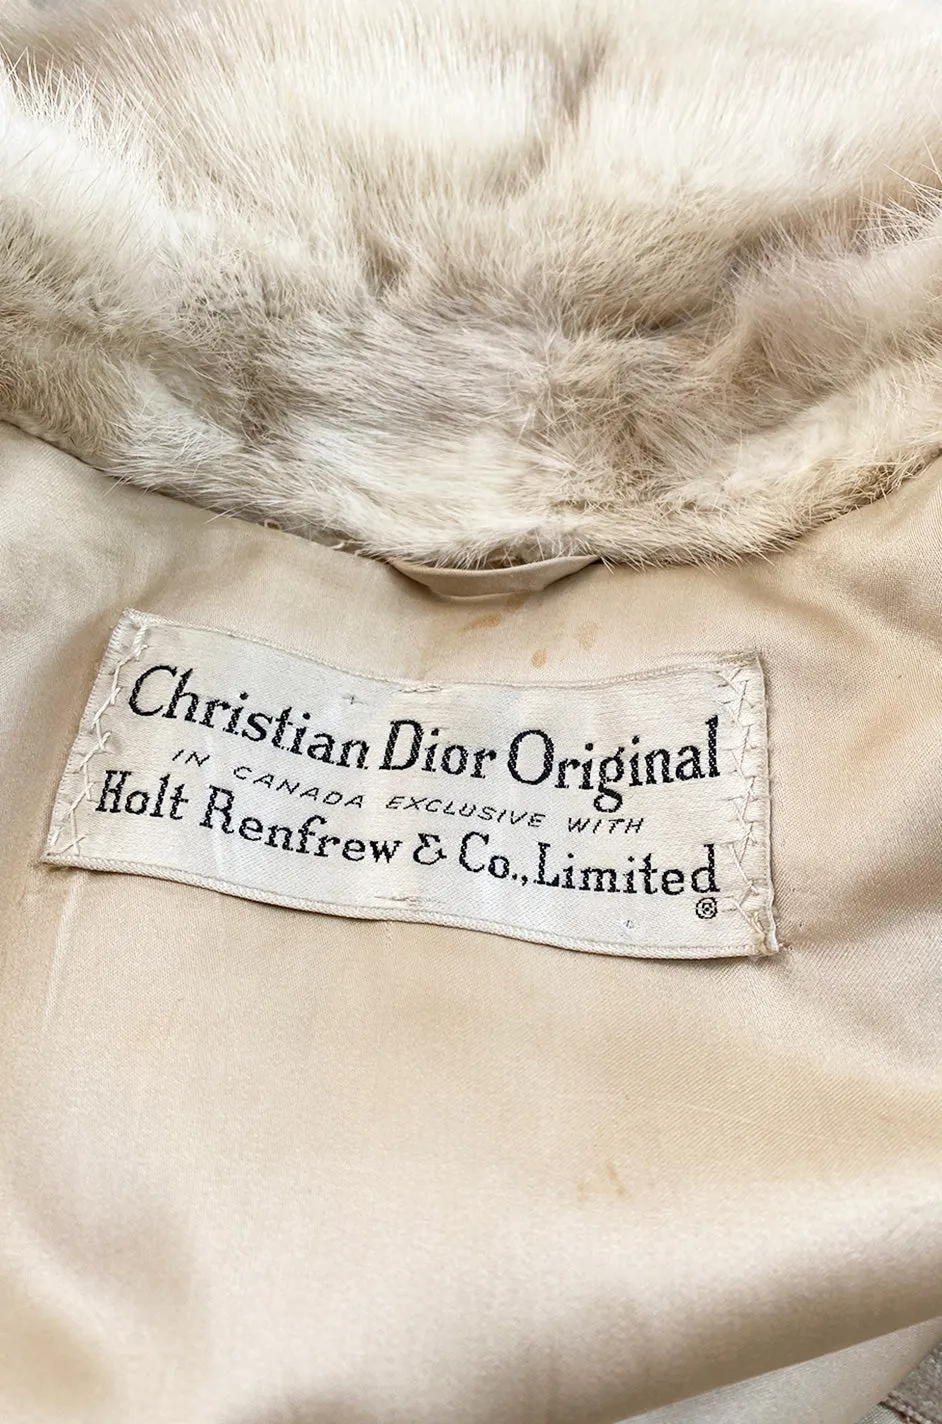 Christian Dior Original
IN CANADA EXCLUSIVE WITH
Holt Renfrew & Co., Limited
®